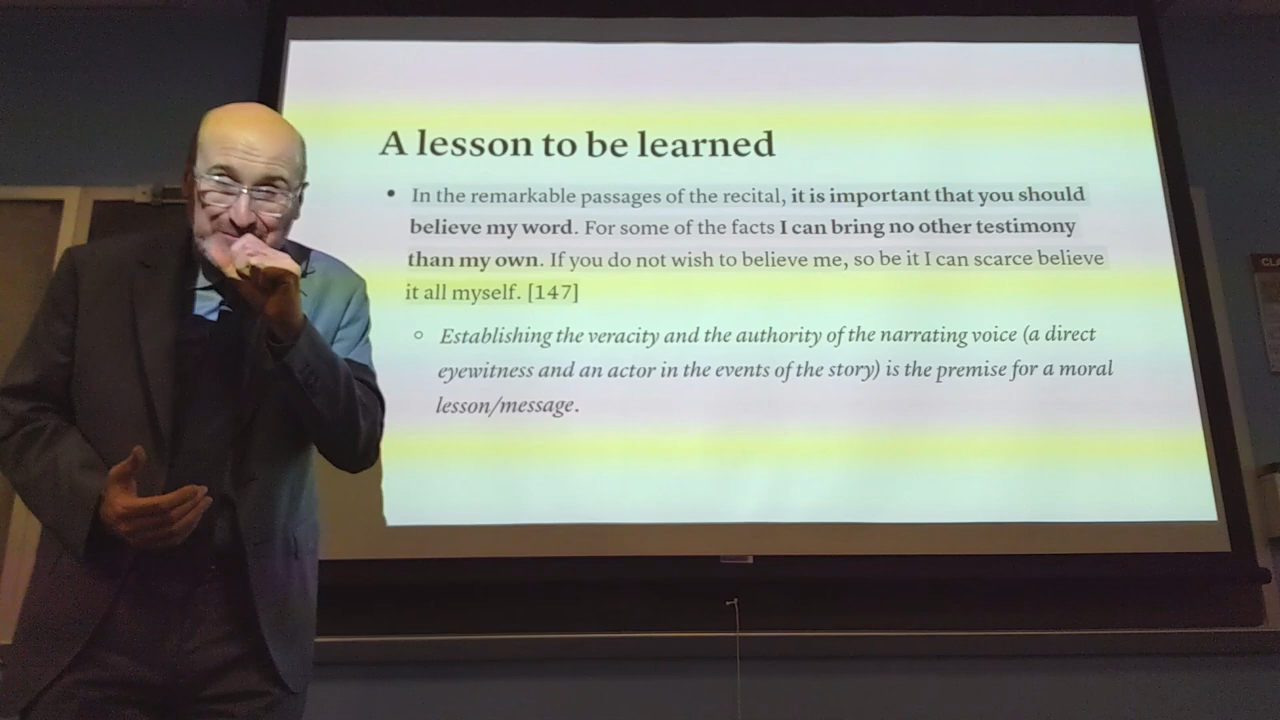 A lesson to be learned
• In the remarkable passages of the recital, it is important that you should
believe my word. For some of the facts I can bring no other testimony
than my own. If you do not wish to believe me, so be it I can scarce believe
it all myself. [147]
○ Establishing the veracity and the authority of the narrating voice (a direct
eyewitness and an actor in the events of the story) is the premise for a moral
lesson/message.